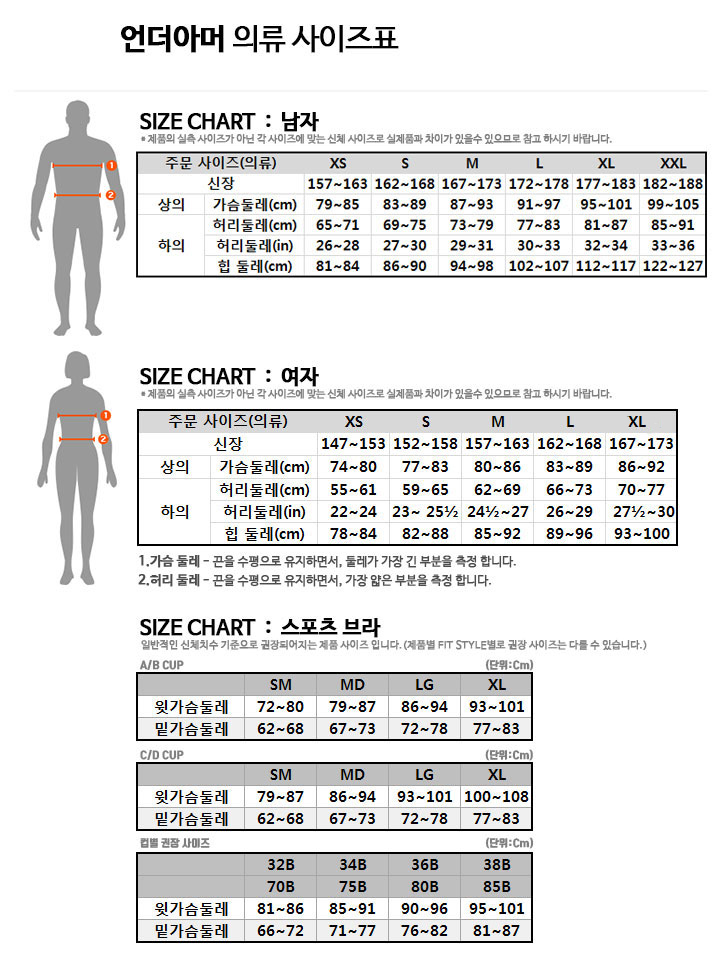 언더아머 의류 사이즈표
SIZE CHART : 남자
* 제품의 실측 사이즈가 아닌 각 사이즈에 맞는 신체 사이즈로 실제품과 차이가 있을수 있으므로 참고 하시기 바랍니다.
주문 사이즈(의류) XS S M L XL XXL
신장 157~163 162~168 167~173 172~178 177~183 182~188
상의 가슴둘레(cm) 79~85 83~89 87~93 91~97 95~101 99~105
허리둘레(cm) 65~71 69~75 73~79 77~83 81~87 85~91
하의 허리둘레(in) 26~28 27~30 29~31 30~33 32~34 33~36
힙 둘레(cm) 81~84 86~90 94~98 102~107 112~117 122~127
1
2
SIZE CHART : 여자
* 제품의 실측 사이즈가 아닌 각 사이즈에 맞는 신체 사이즈로 실제품과 차이가 있을수 있으므로 참고 하시기 바랍니다.
주문 사이즈(의류) XS S M L XL
신장 147~153 152~158 157~163 162~168 167~173
상의 가슴둘레(cm) 74~80 77~83 80~86 83~89 86~92
허리둘레(cm) 55~61 59~65 62~69 66~73 70~77
하의 허리둘레(in) 22~24 23~ 25½ 24½~27 26~29 27½~30
힙 둘레(cm) 78~84 82~88 85~92 89~96 93~100
1
2
1.가슴 둘레 - 끈을 수평으로 유지하면서, 둘레가 가장 긴 부분을 측정 합니다.
2.허리 둘레 - 끈을 수평으로 유지하면서, 가장 얇은 부분을 측정 합니다.
SIZE CHART : 스포츠 브라
일반적인 신체치수 기준으로 권장되어지는 제품 사이즈 입니다. (제품별 FIT STYLE별로 권장 사이즈는 다를 수 있습니다.)
A/B CUP (단위:Cm)
SM MD LG XL
윗가슴둘레 72~80 79~87 86~94 93~101
밑가슴둘레 62~68 67~73 72~78 77~83
C/D CUP (단위:Cm)
SM MD LG XL
윗가슴둘레 79~87 86~94 93~101 100~108
밑가슴둘레 62~68 67~73 72~78 77~83
컵별 권장 사이즈 (단위:Cm)
32B 34B 36B 38B
70B 75B 80B 85B
윗가슴둘레 81~86 85~91 90~96 95~101
밑가슴둘레 66~72 71~77 76~82 81~87